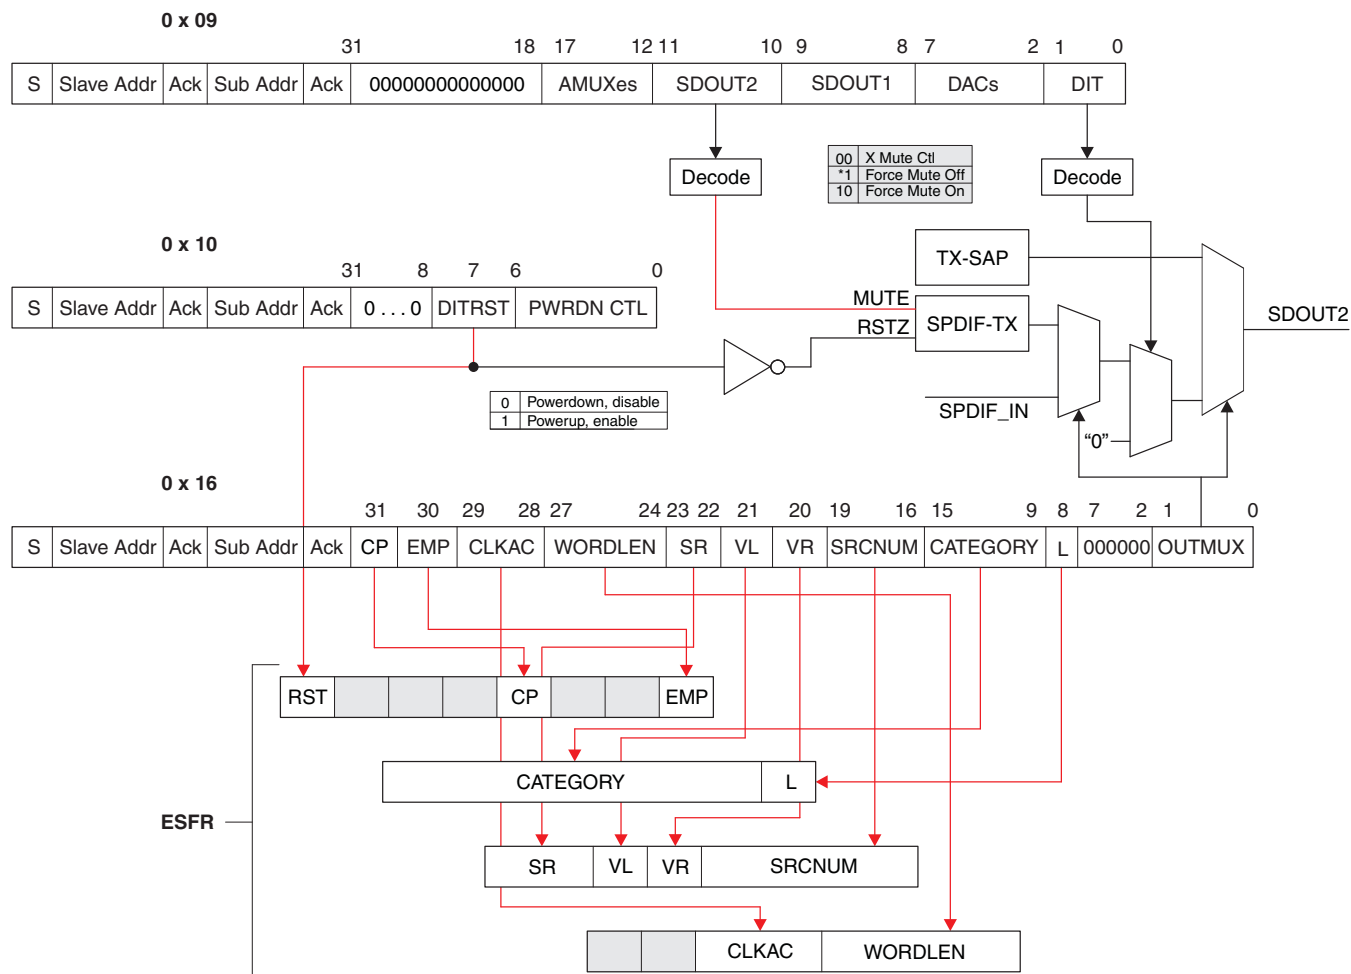 0 x 09
31 18 17 12 11 10 9 8 7 2 1 0
S Slave Addr Ack Sub Addr Ack 00000000000000 AMUXes SDOUT2 SDOUT1 DACs DIT
00 X Mute Ctl
*1 Force Mute Off
10 Force Mute On
Decode Decode
0 x 10
TX-SAP
31 8 7 6 0
S Slave Addr Ack Sub Addr Ack 0 . . . 0 DITRST PWRDN CTL
MUTE
RSTZ
SPDIF-TX
SDOUT2
0 Powerdown, disable
1 Powerup, enable
SPDIF_IN
“0”
0 x 16
31 30 29 28 27 24 23 22 21 20 19 16 15 9 8 7 2 1 0
S Slave Addr Ack Sub Addr Ack CP EMP CLKAC WORDLEN SR VL VR SRCNUM CATEGORY L 000000 OUTMUX
RST CP EMP
CATEGORY L
ESFR
SR VL VR SRCNUM
CLKAC WORDLEN